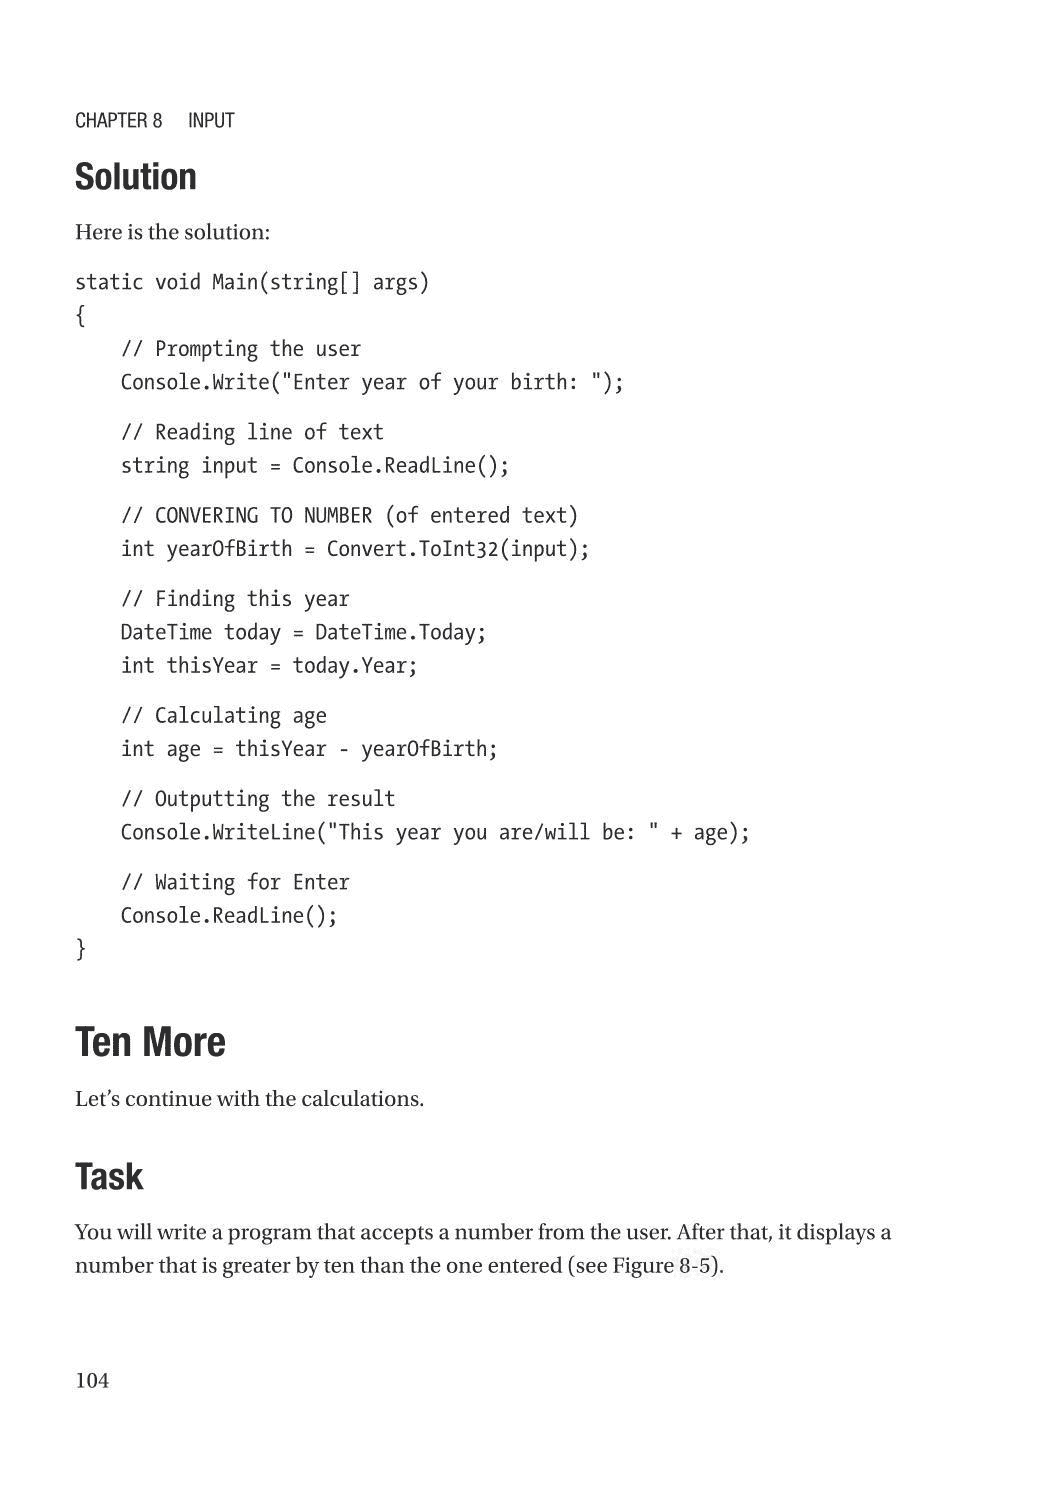 CHAPTER 8 INPUT
Solution
Here is the solution:
static void Main(string[] args)
{
    // Prompting the user
    Console.Write("Enter year of your birth: ");
    // Reading line of text
    string input = Console.ReadLine();
    // CONVERING TO NUMBER (of entered text)
    int yearOfBirth = Convert.ToInt32(input);
    // Finding this year
    DateTime today = DateTime.Today;
    int thisYear = today.Year;
    // Calculating age
    int age = thisYear - yearOfBirth;
    // Outputting the result
    Console.WriteLine("This year you are/will be: " + age);
    // Waiting for Enter
    Console.ReadLine();
}
Ten More
Let’s continue with the calculations.
Task
You will write a program that accepts a number from the user. After that, it displays a
number that is greater by ten than the one entered (see Figure 8-5).
104